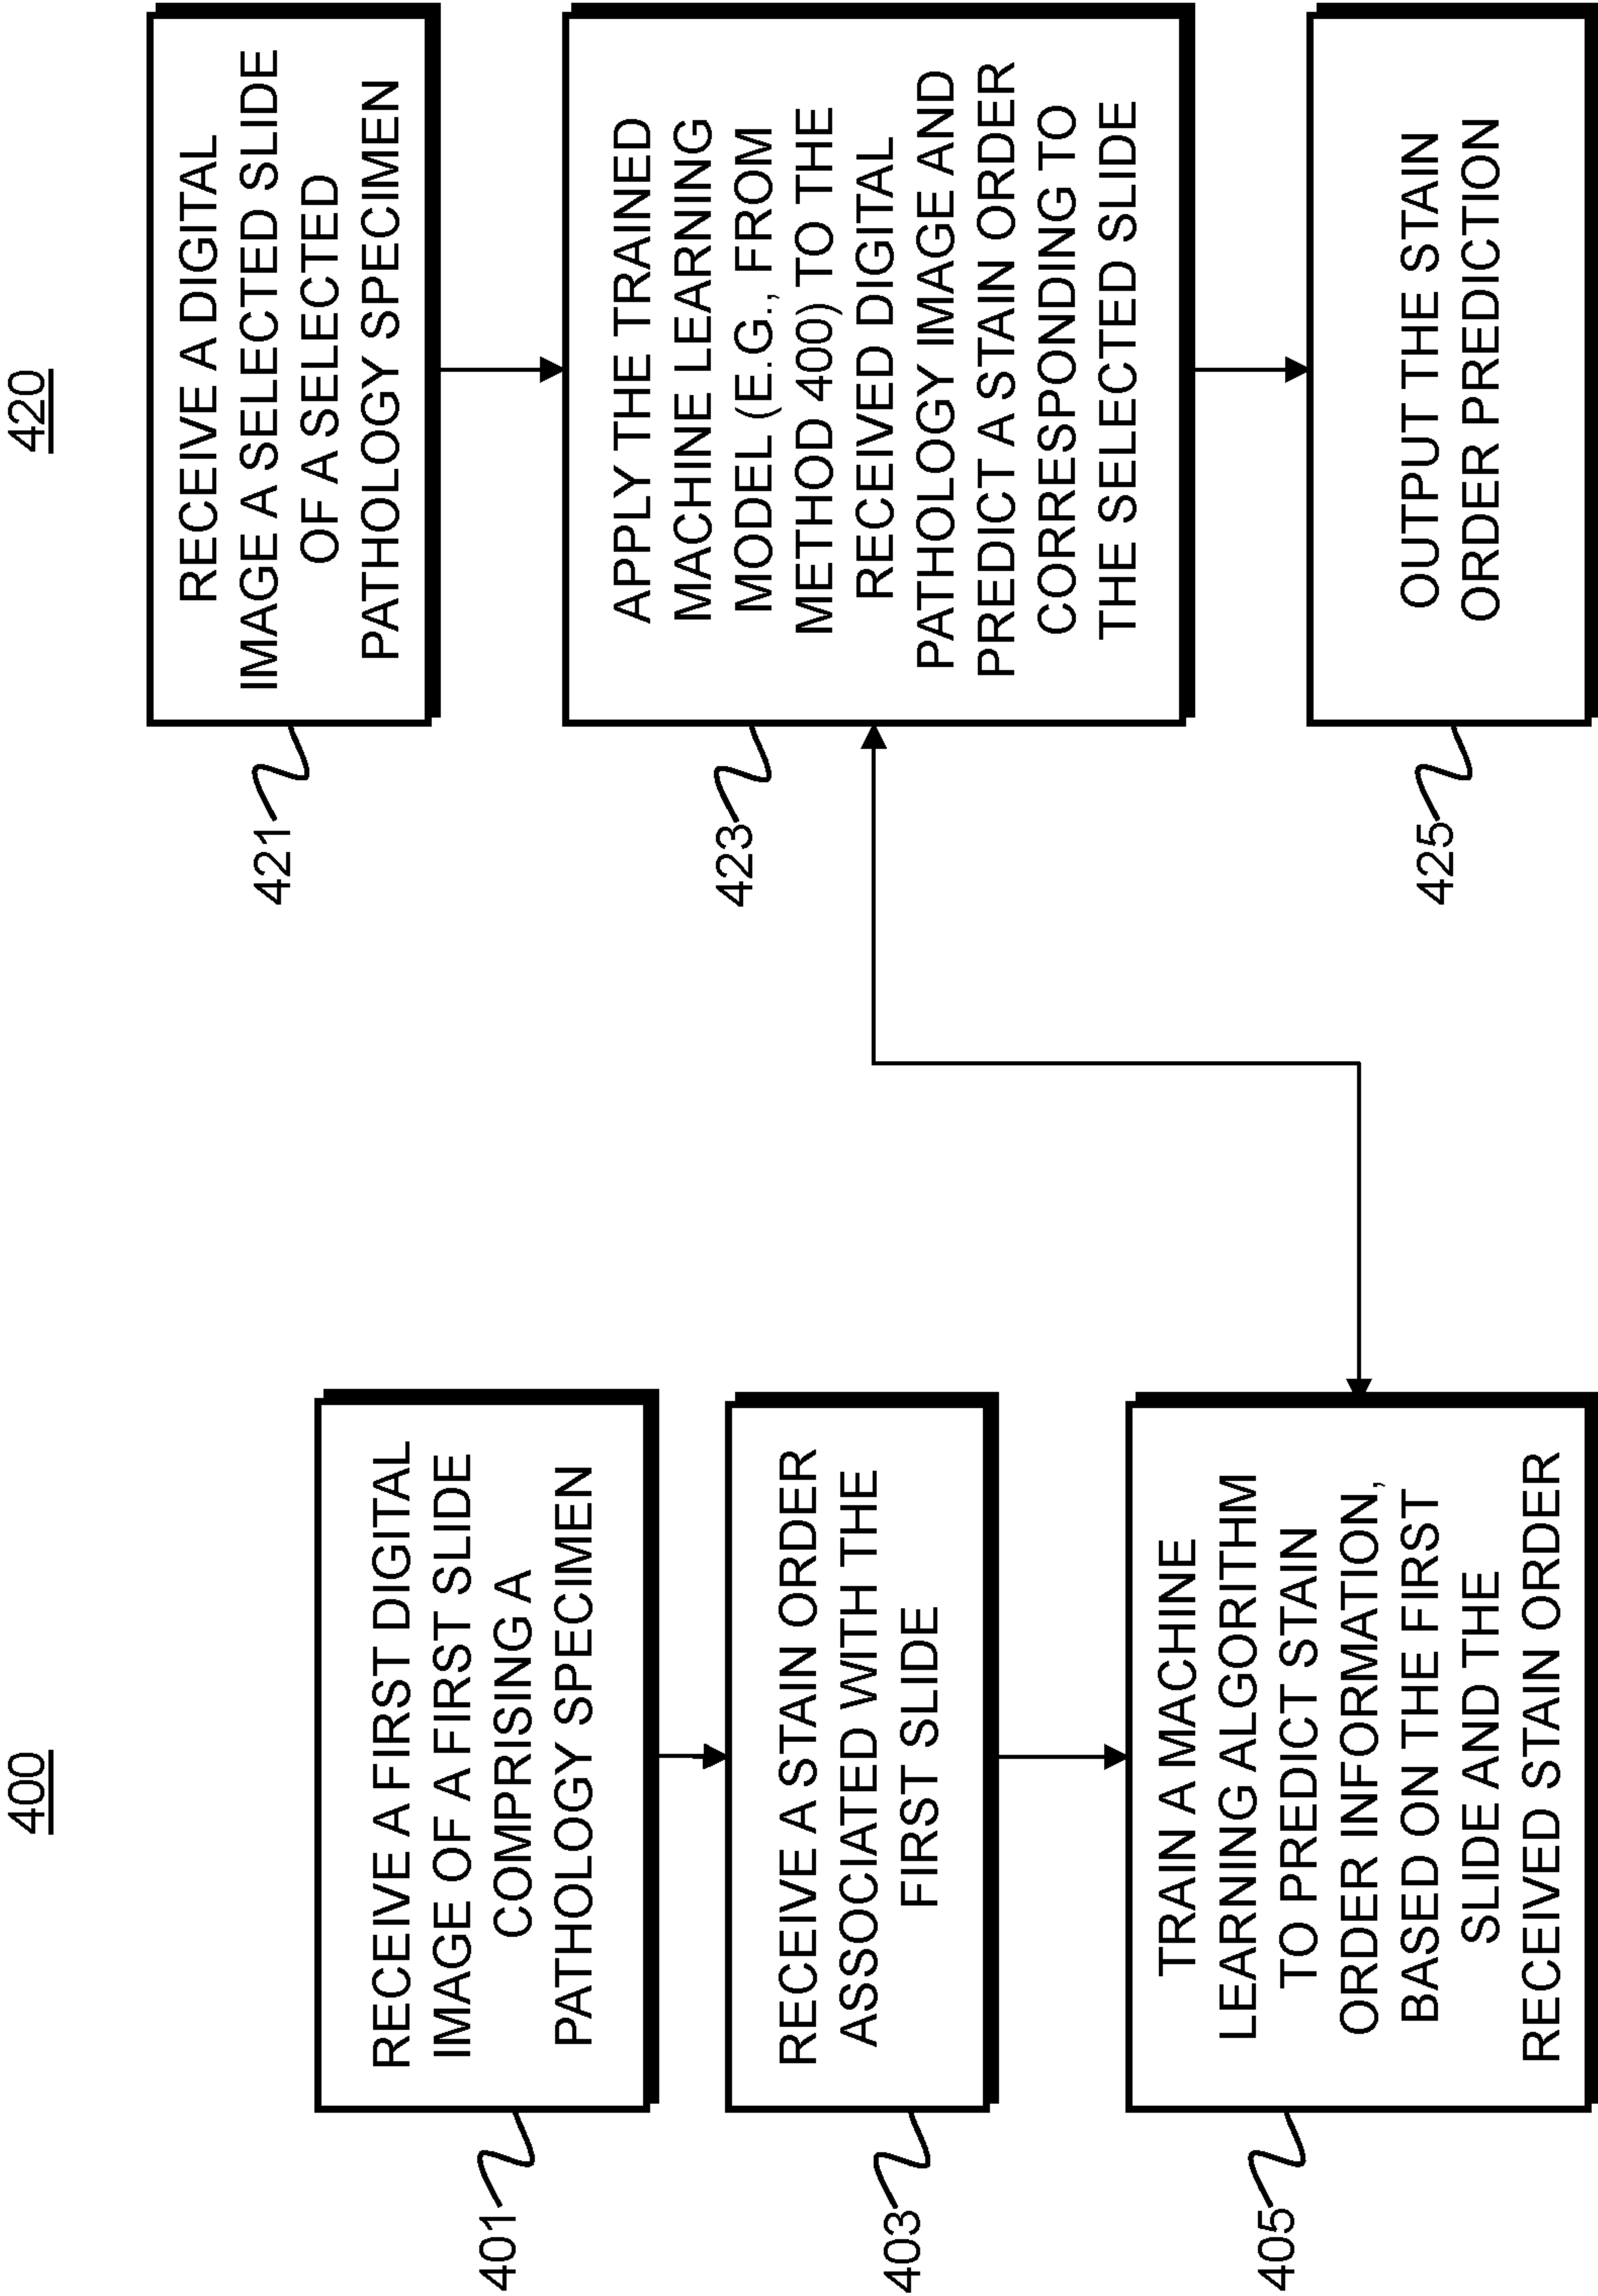 400
401
RECEIVE A FIRST DIGITAL
IMAGE OF A FIRST SLIDE
COMPRISING A
PATHOLOGY SPECIMEN
403
RECEIVE A STAIN ORDER
ASSOCIATED WITH THE
FIRST SLIDE
405
TRAIN A MACHINE
LEARNING ALGORITHM
TO PREDICT STAIN
ORDER INFORMATION,
BASED ON THE FIRST
SLIDE AND THE
RECEIVED STAIN ORDER
420
421
RECEIVE A DIGITAL
IMAGE A SELECTED SLIDE
OF A SELECTED
PATHOLOGY SPECIMEN
423
APPLY THE TRAINED
MACHINE LEARNING
MODEL (E.G., FROM
METHOD 400) TO THE
RECEIVED DIGITAL
PATHOLOGY IMAGE AND
PREDICT A STAIN ORDER
CORRESPONDING TO
THE SELECTED SLIDE
425
OUTPUT THE STAIN
ORDER PREDICTION